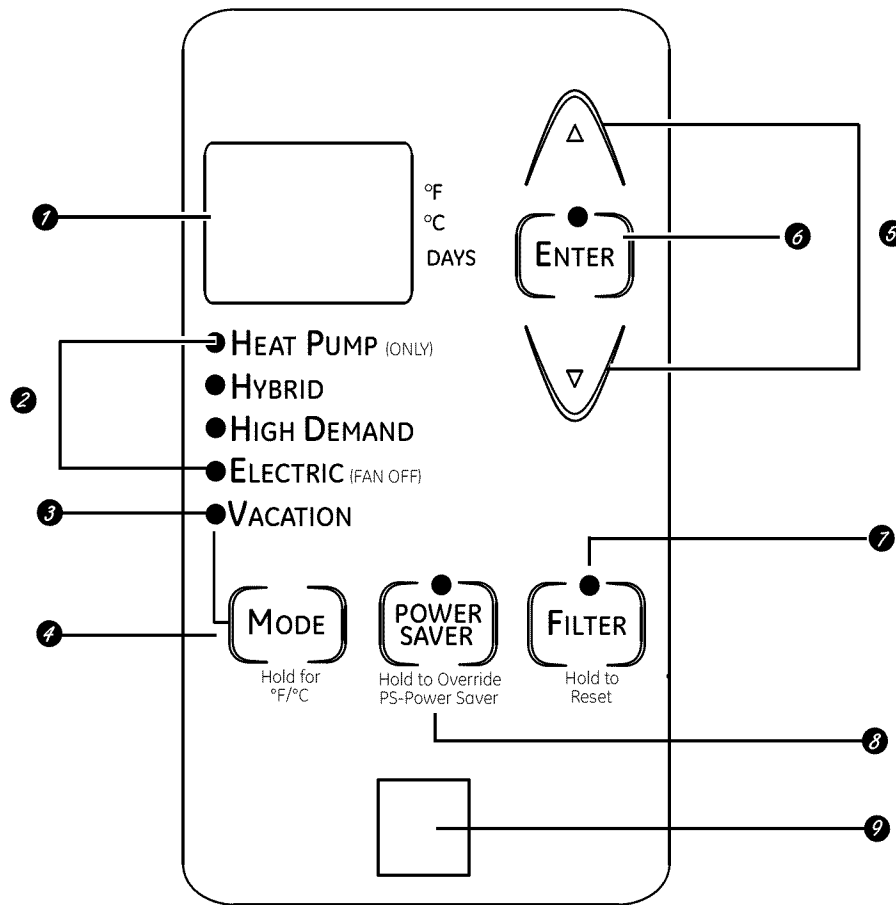 1
°F
°C
DAYS
ENTER
6
5
2
HEAT PUMP (ONLY)
HYBRID
HIGH DEMAND
ELECTRIC (FAN OFF)
3
VACATION
7
4
MODE
Hold for
°F/°C
POWER
SAVER
Hold to Override
PS-Power Saver
FILTER
Hold to
Reset
8
9